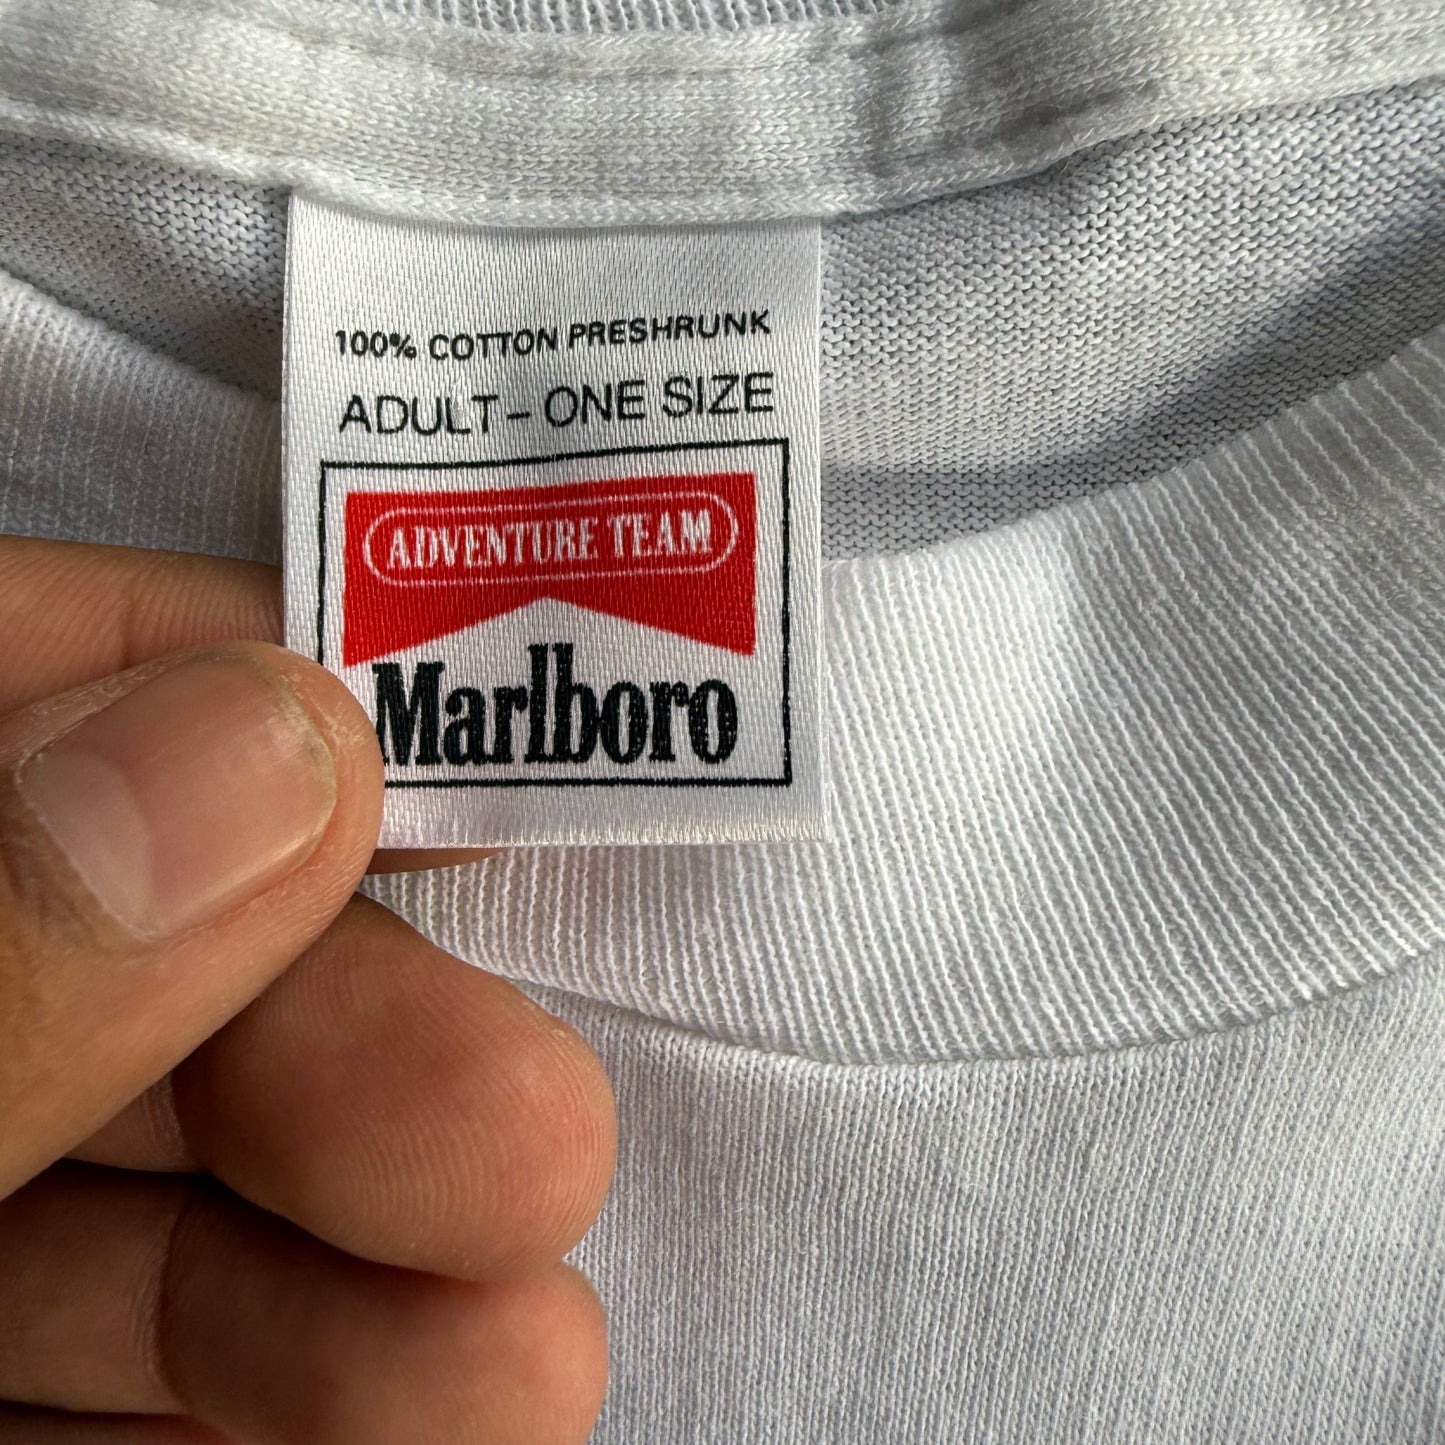 100% COTTON PRESHRUNK
ADULT – ONE SIZE
ADVENTURE TEAM
Marlboro